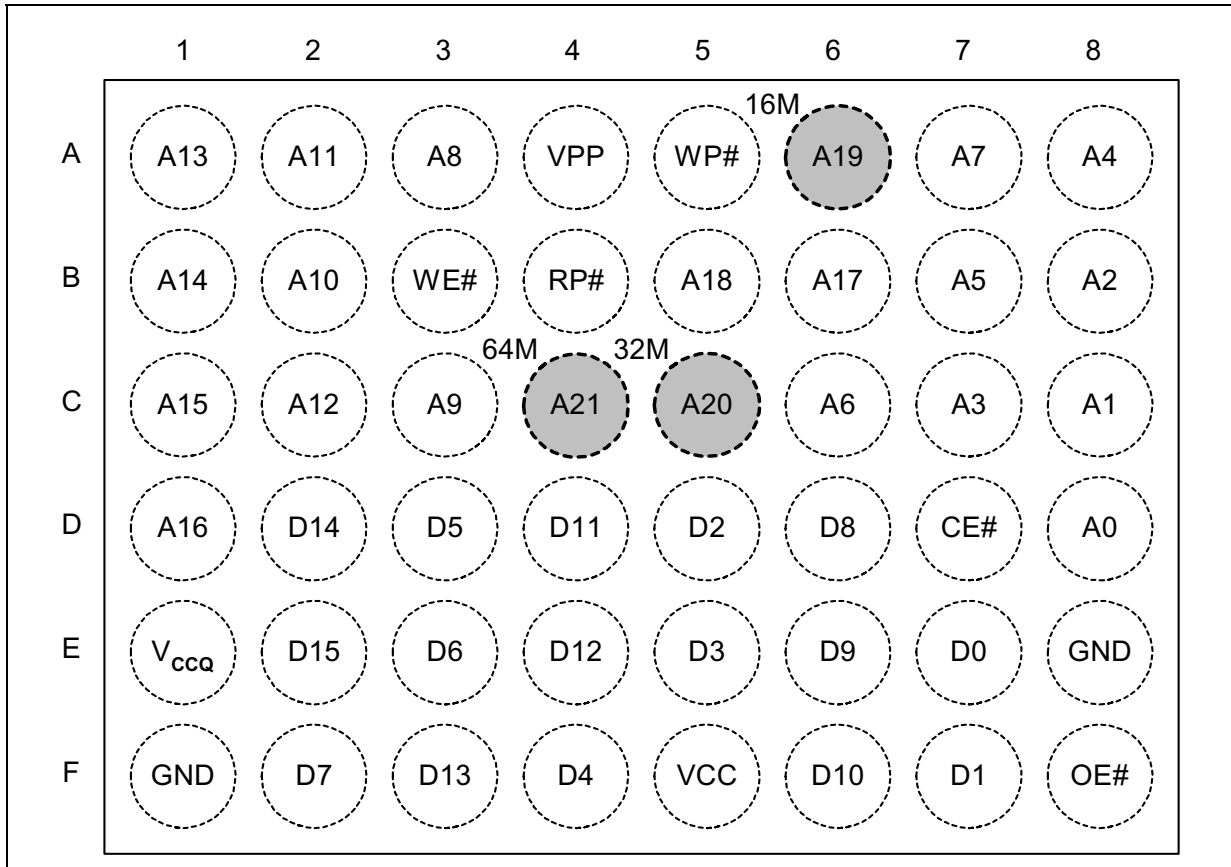 1 2 3 4 5 6 7 8
16M
A A13 A11 A8 VPP WP# A19 A7 A4
B A14 A10 WE# RP# A18 A17 A5 A2
64M 32M
C A15 A12 A9 A21 A20 A6 A3 A1
D A16 D14 D5 D11 D2 D8 CE# A0
E VCCQ D15 D6 D12 D3 D9 D0 GND
F GND D7 D13 D4 VCC D10 D1 OE#